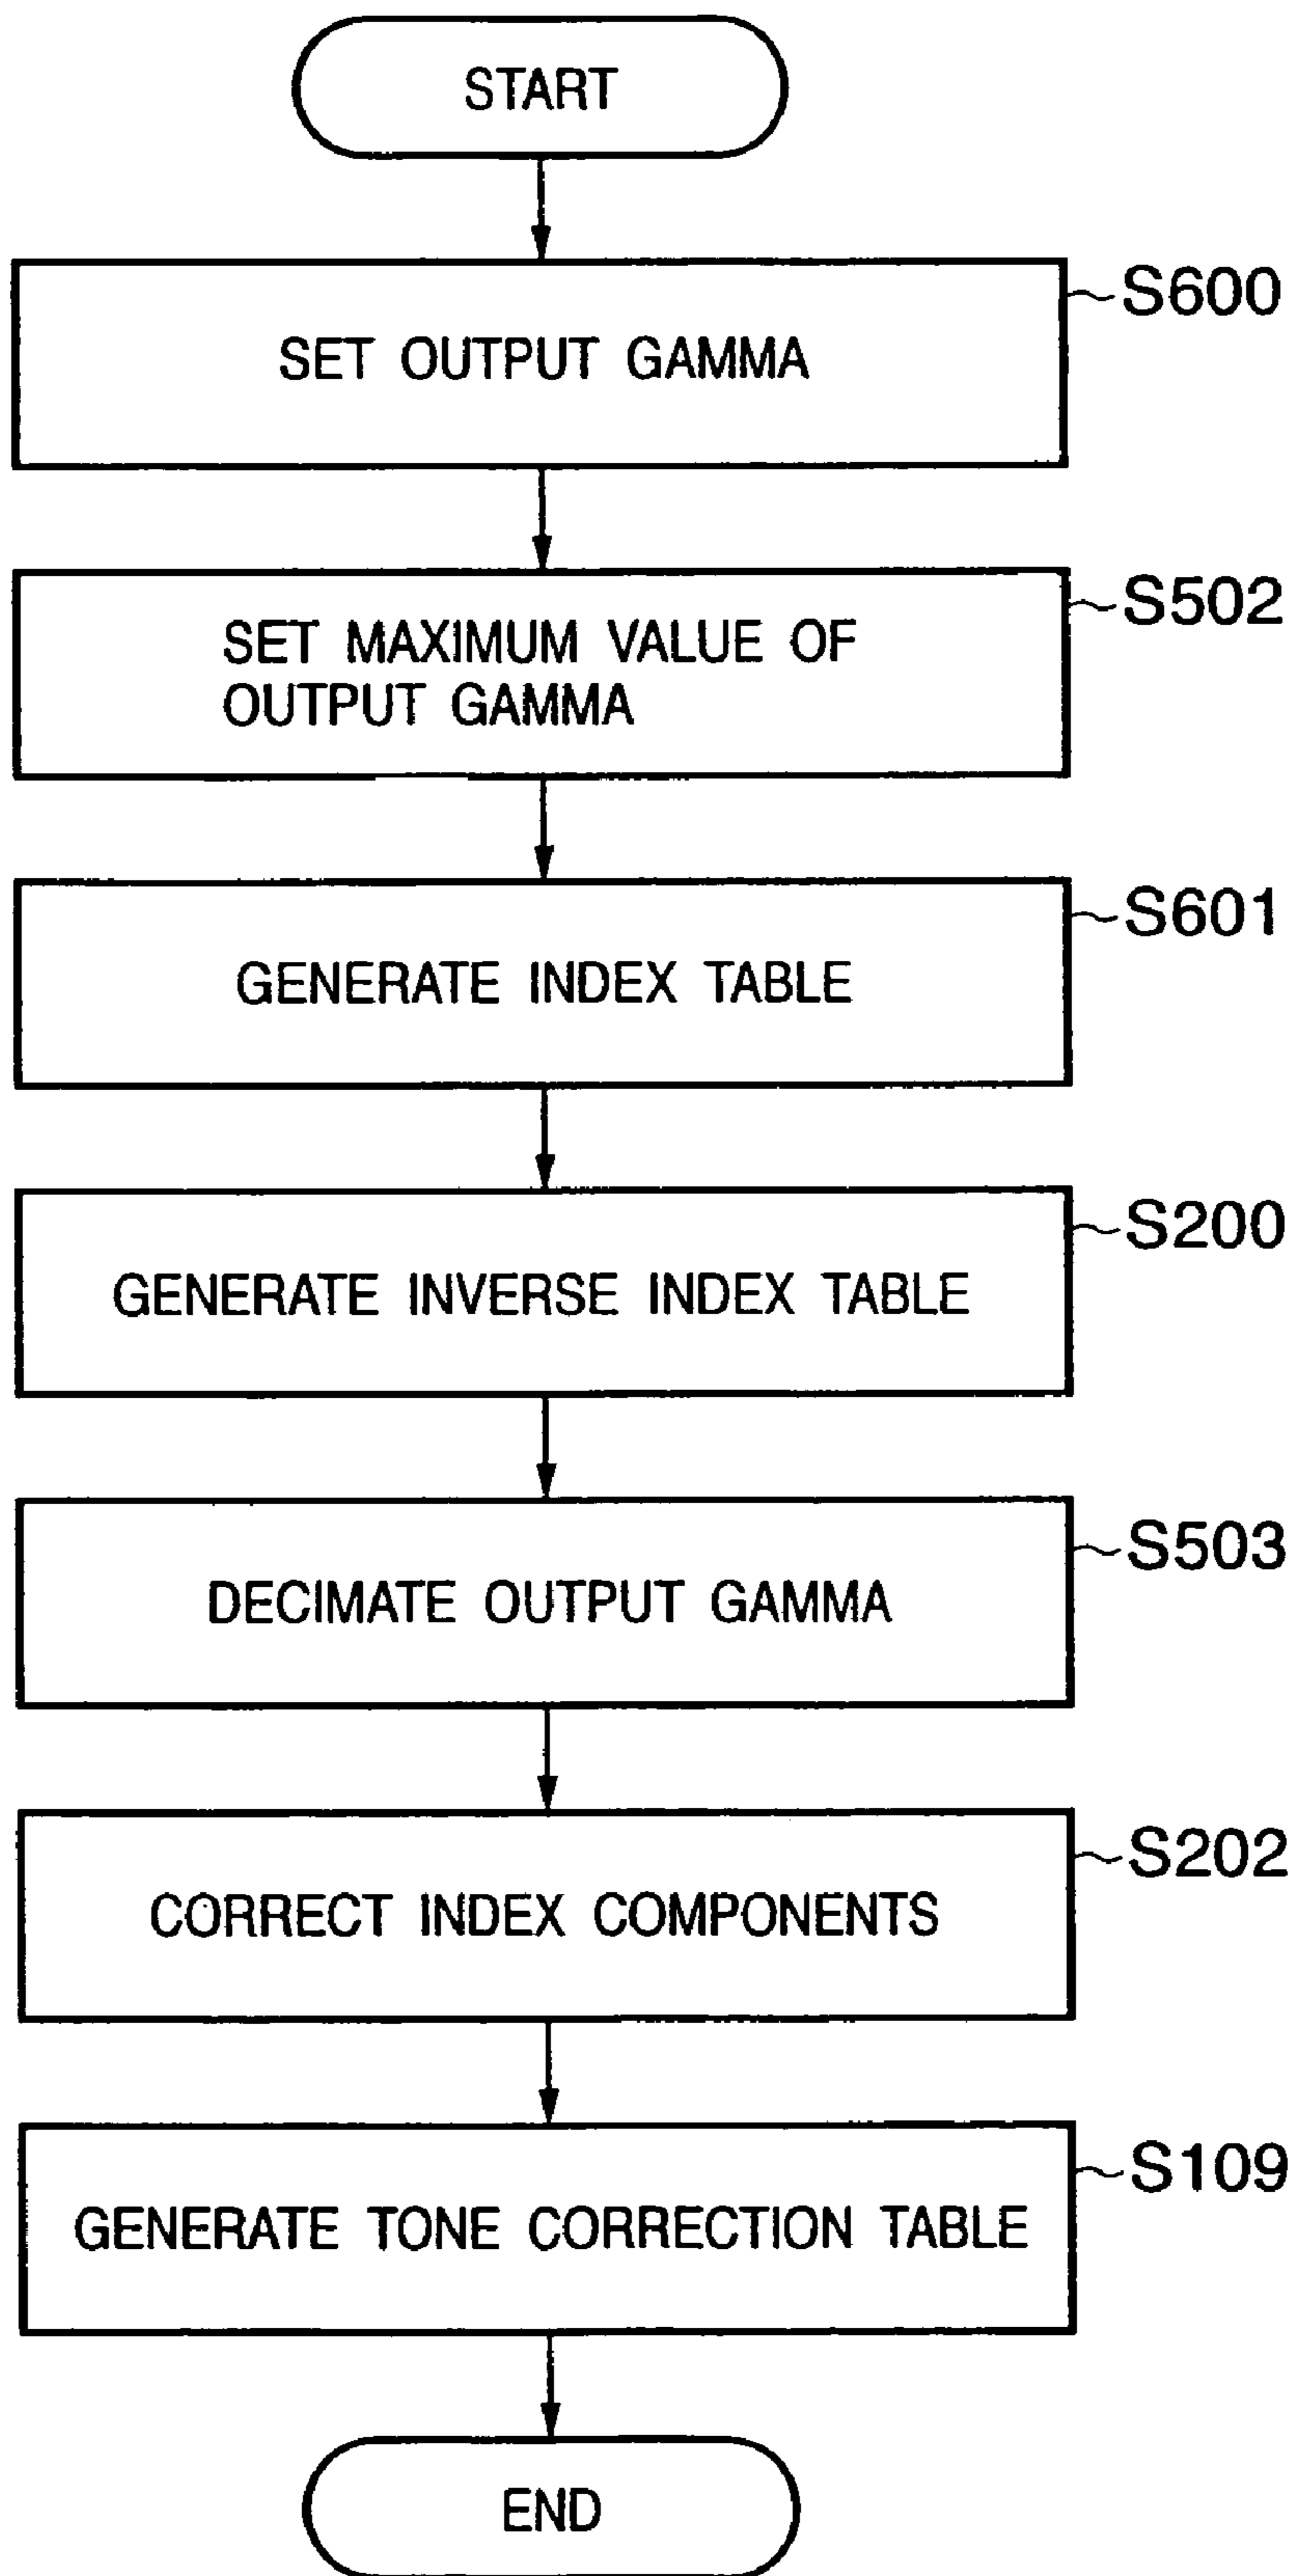 START
S600
SET OUTPUT GAMMA
S502
SET MAXIMUM VALUE OF
OUTPUT GAMMA
S601
GENERATE INDEX TABLE
S200
GENERATE INVERSE INDEX TABLE
S503
DECIMATE OUTPUT GAMMA
S202
CORRECT INDEX COMPONENTS
S109
GENERATE TONE CORRECTION TABLE
END